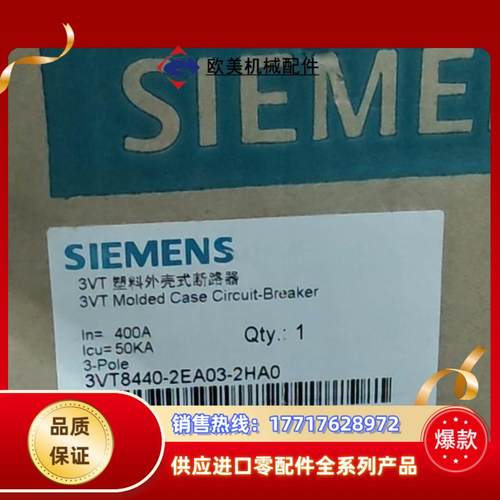 欧美机械配件
SIEME
SIEMENS
3VT 塑料外壳式断路器
3VT Molded Case Circuit-Breaker
In= 400A
Icu= 50KA
Qty.: 1
3-Pole
3VT8440-2EA03-2HA0
品质
保证
销售热线：17717628972
供应进口零配件全系列产品
爆款